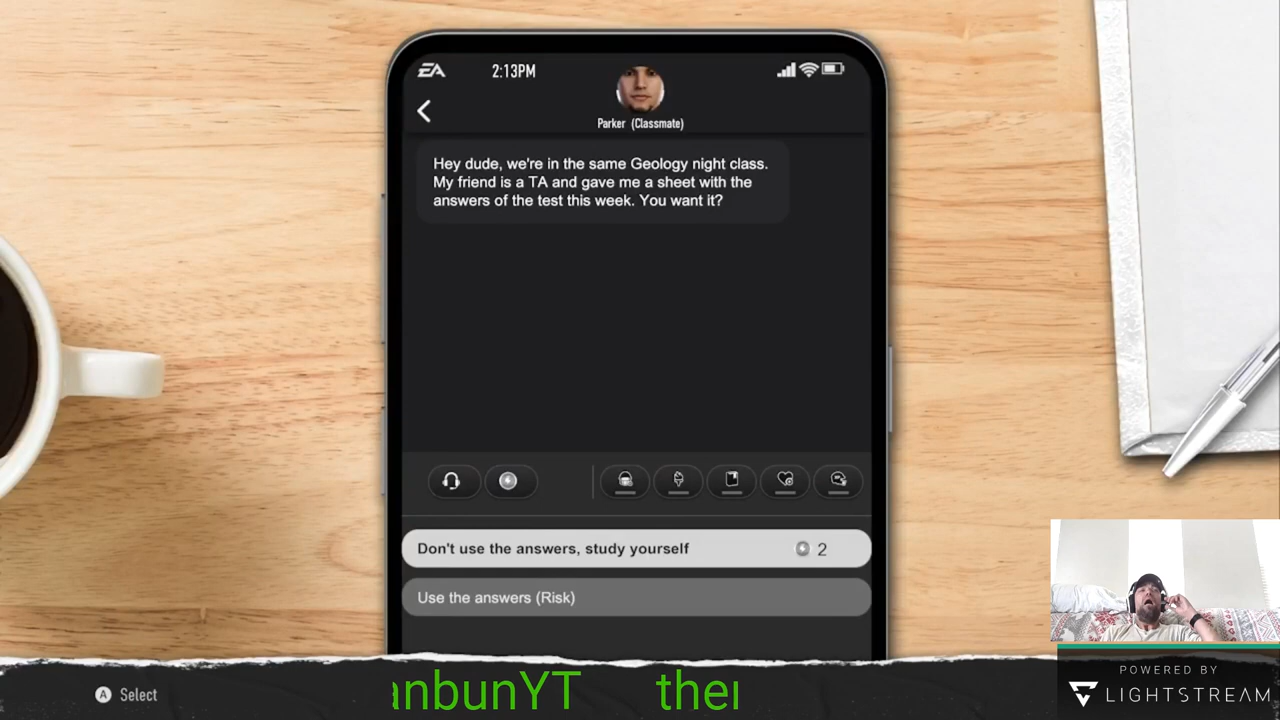 EA
2:13PM
Parker (Classmate)
Hey dude, we're in the same Geology night class.
My friend is a TA and gave me a sheet with the
answers of the test this week. You want it?
Don't use the answers, study yourself 2
Use the answers (Risk)
A Select
anbunYT the
POWERED BY
LIGHTSTREAM